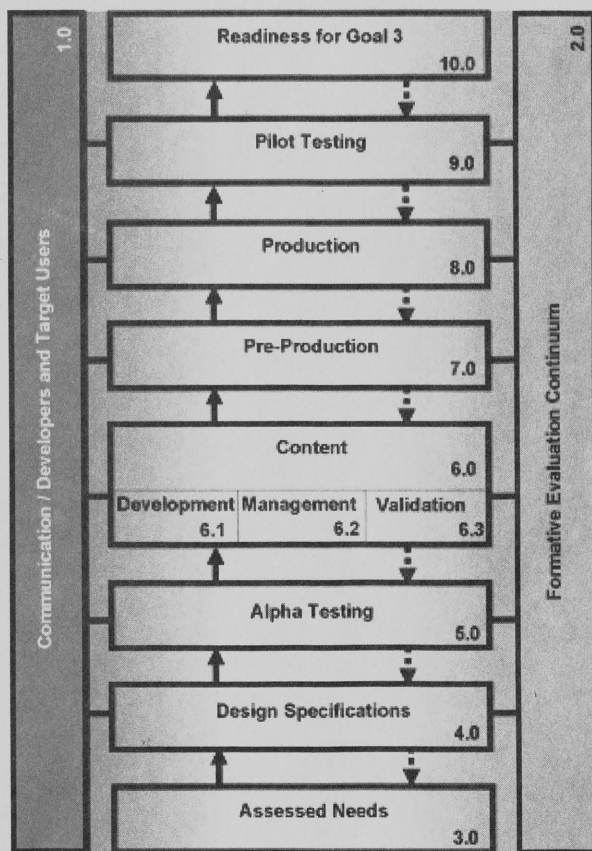 1.0
Communication / Developers and Target Users
Readiness for Goal 3
10.0
Pilot Testing
9.0
Production
8.0
Pre-Production
7.0
Content
6.0
Development Management Validation
6.1 6.2 6.3
Alpha Testing
5.0
Design Specifications
4.0
Assessed Needs
3.0
2.0
Formative Evaluation Continuum